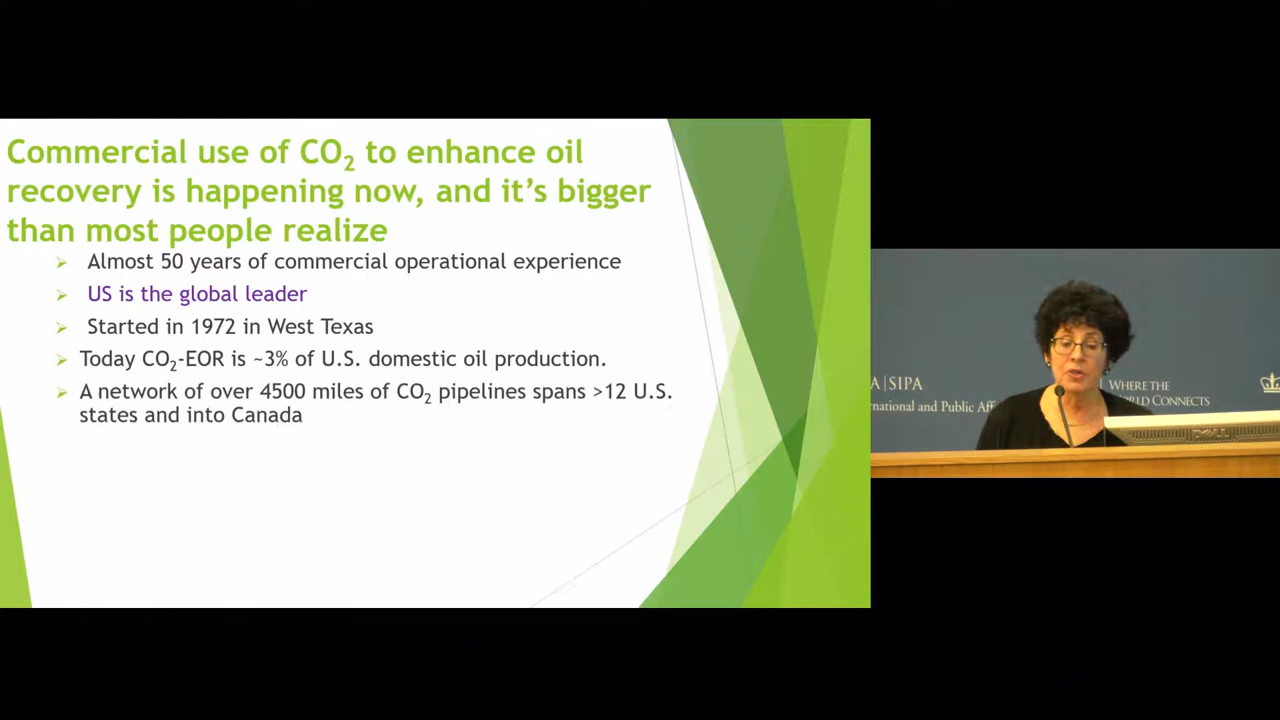 Commercial use of CO₂ to enhance oil
recovery is happening now, and it's bigger
than most people realize
Almost 50 years of commercial operational experience
US is the global leader
Started in 1972 in West Texas
Today CO₂-EOR is ~3% of U.S. domestic oil production.
A network of over 4500 miles of CO₂ pipelines spans >12 U.S.
states and into Canada
SIPA
and Public
WHERE THE
CONNECTS
DELL